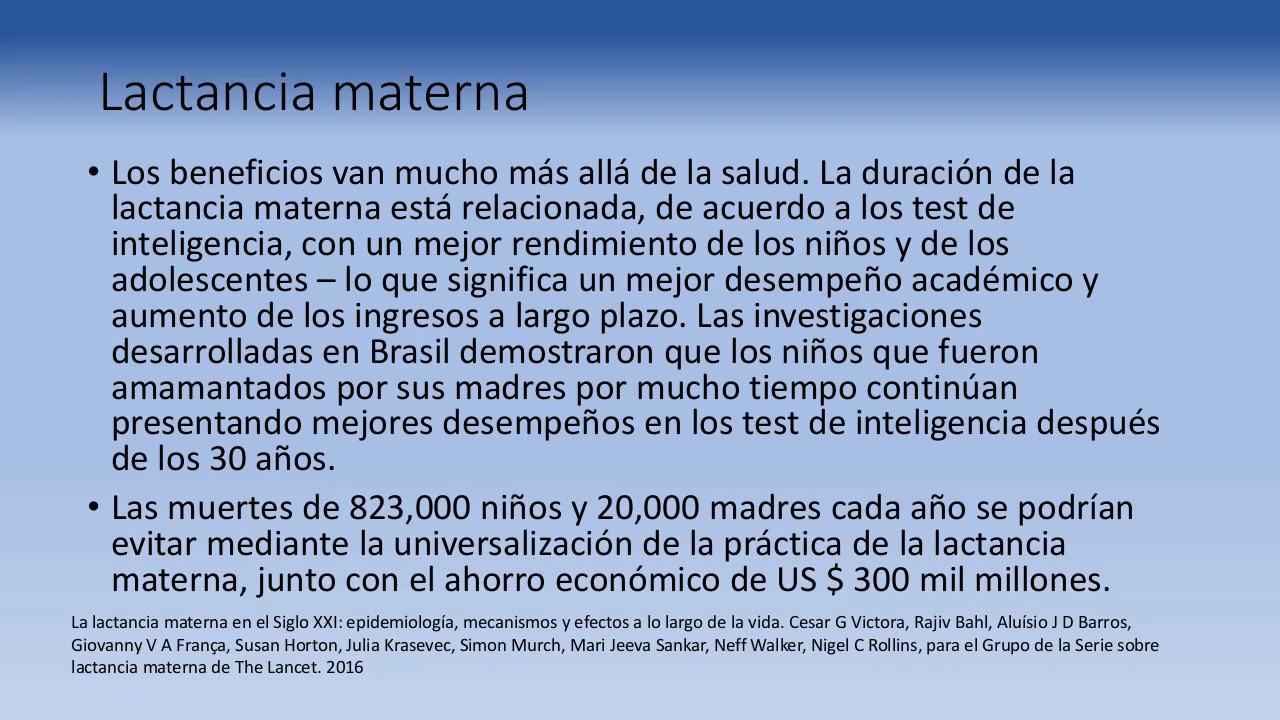 Lactancia materna
• Los beneficios van mucho más allá de la salud. La duración de la
lactancia materna está relacionada, de acuerdo a los test de
inteligencia, con un mejor rendimiento de los niños y de los
adolescentes – lo que significa un mejor desempeño académico y
aumento de los ingresos a largo plazo. Las investigaciones
desarrolladas en Brasil demostraron que los niños que fueron
amamantados por sus madres por mucho tiempo continúan
presentando mejores desempeños en los test de inteligencia después
de los 30 años.
• Las muertes de 823,000 niños y 20,000 madres cada año se podrían
evitar mediante la universalización de la práctica de la lactancia
materna, junto con el ahorro económico de US $ 300 mil millones.
La lactancia materna en el Siglo XXI: epidemiología, mecanismos y efectos a lo largo de la vida. Cesar G Victora, Rajiv Bahl, Aluísio J D Barros,
Giovanny V A França, Susan Horton, Julia Krasevec, Simon Murch, Mari Jeeva Sankar, Neff Walker, Nigel C Rollins, para el Grupo de la Serie sobre
lactancia materna de The Lancet. 2016